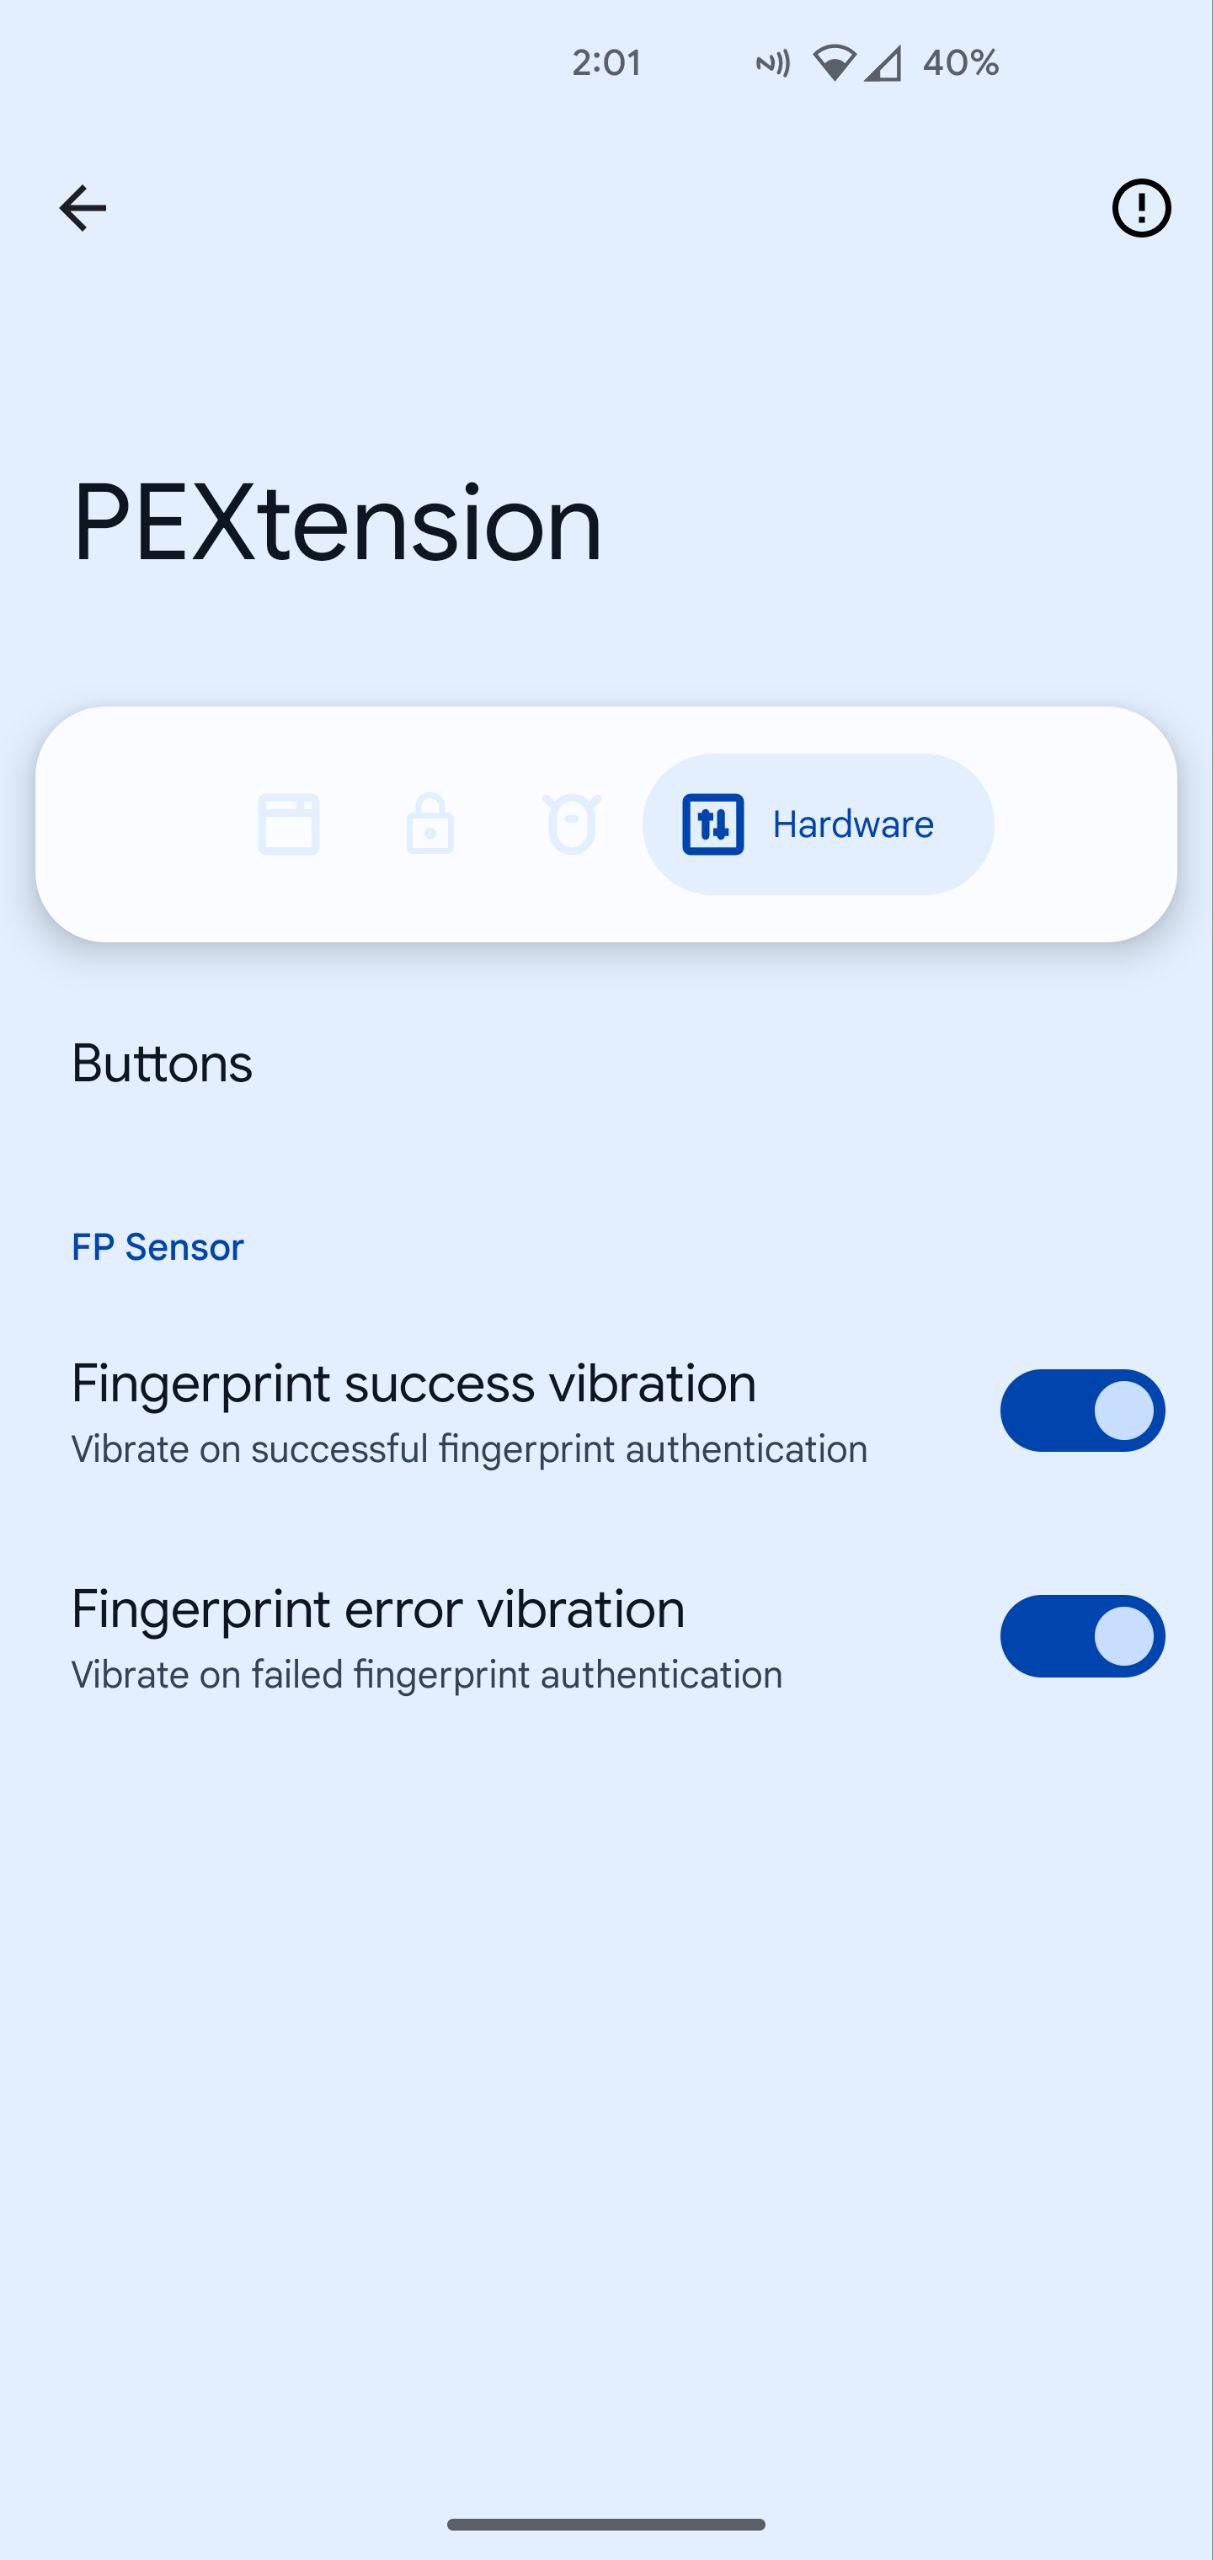 2:01 40%
PEXtension
Hardware
Buttons
FP Sensor
Fingerprint success vibration
Vibrate on successful fingerprint authentication
Fingerprint error vibration
Vibrate on failed fingerprint authentication